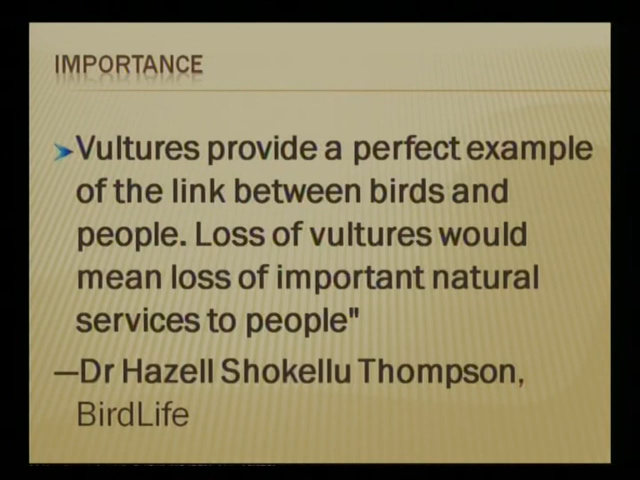 IMPORTANCE
Vultures provide a perfect example
of the link between birds and
people. Loss of vultures would
mean loss of important natural
services to people"
—Dr Hazell Shokellu Thompson,
BirdLife